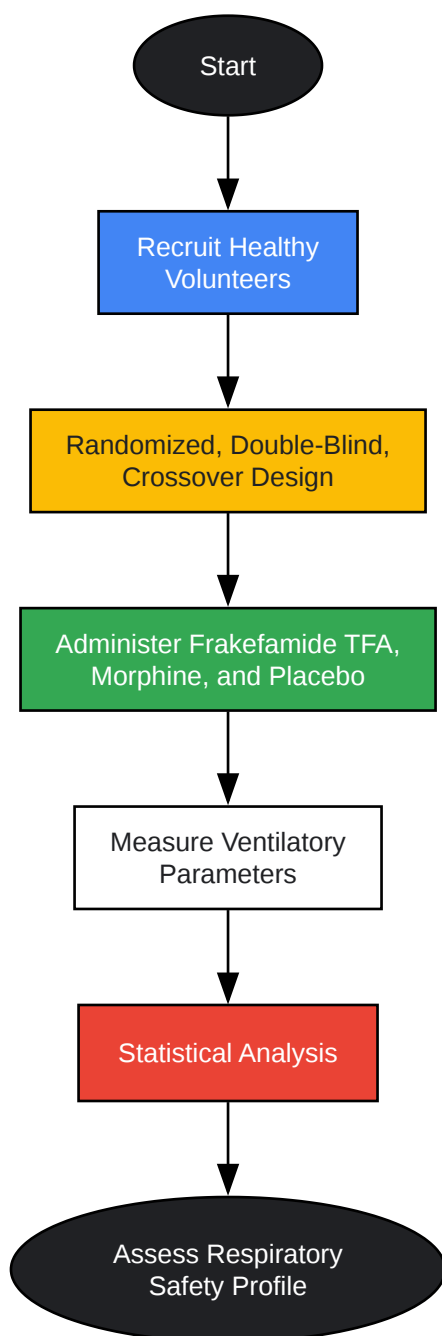 Start
Recruit Healthy
Volunteers
Randomized, Double-Blind,
Crossover Design
Administer Frakefamide TFA,
Morphine, and Placebo
Measure Ventilatory
Parameters
Statistical Analysis
Assess Respiratory
Safety Profile